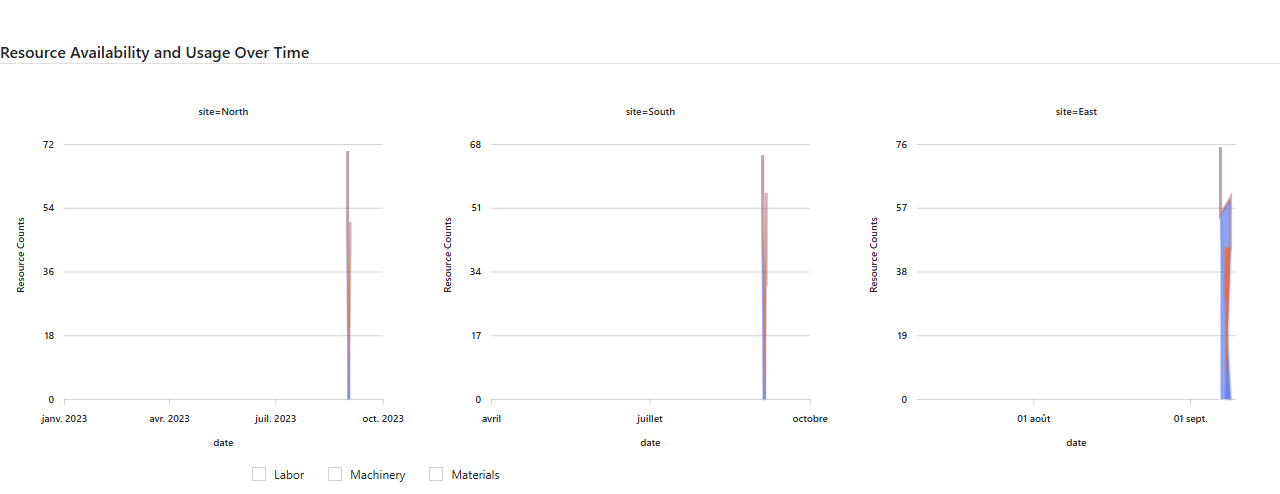 Resource Availability and Usage Over Time
site=North
72
54
36
18
0
Resource Counts
janv. 2023 avr. 2023 juil. 2023 oct. 2023
date
site=South
68
51
34
17
0
Resource Counts
avril juillet octobre
date
site=East
76
57
38
19
0
Resource Counts
01 août 01 sept.
date
Labor Machinery Materials